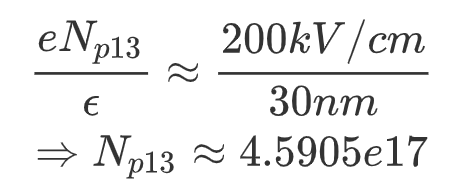 eN_{p13}/ϵ ≈ 200kV/cm / 30nm
⇒ N_{p13} ≈ 4.5905e17